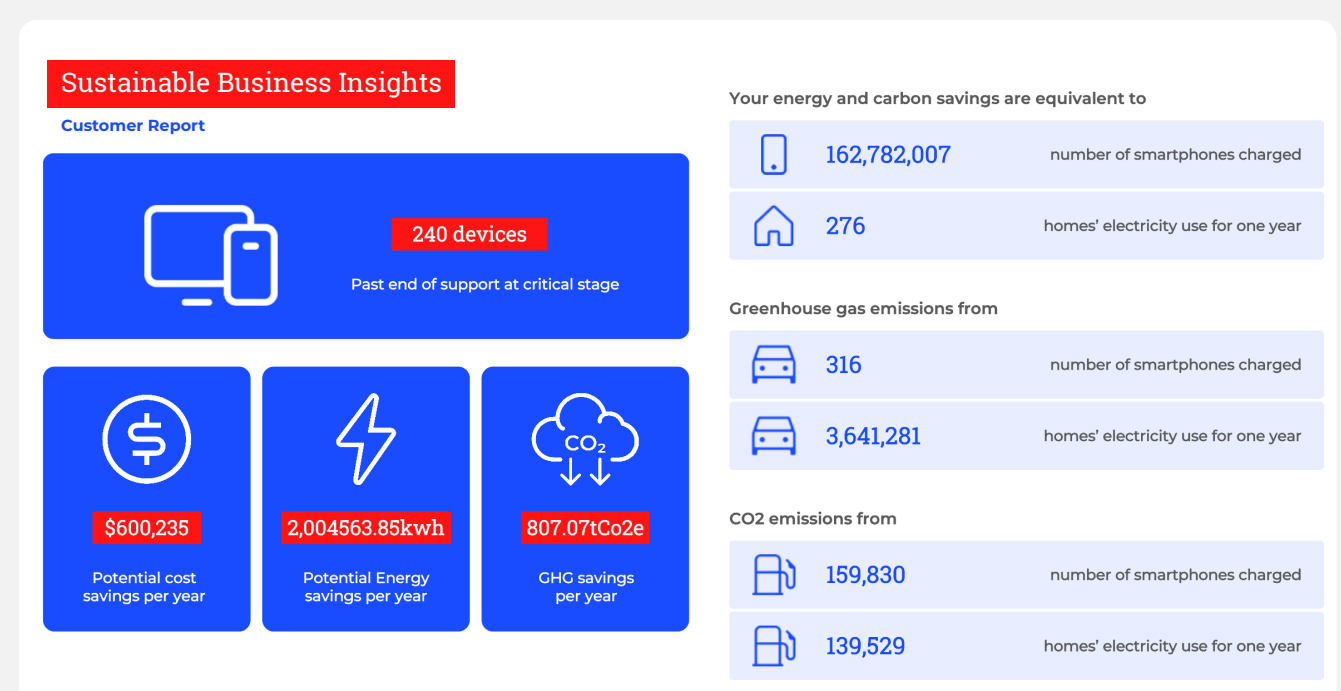 Sustainable Business Insights
Customer Report
240 devices
Past end of support at critical stage
$600,235
Potential cost
savings per year
2,004563.85kwh
Potential Energy
savings per year
CO₂
807.07tCo2e
GHG savings
per year
Your energy and carbon savings are equivalent to
162,782,007 number of smartphones charged
276 homes’ electricity use for one year
Greenhouse gas emissions from
316 number of smartphones charged
3,641,281 homes’ electricity use for one year
CO2 emissions from
159,830 number of smartphones charged
139,529 homes’ electricity use for one year